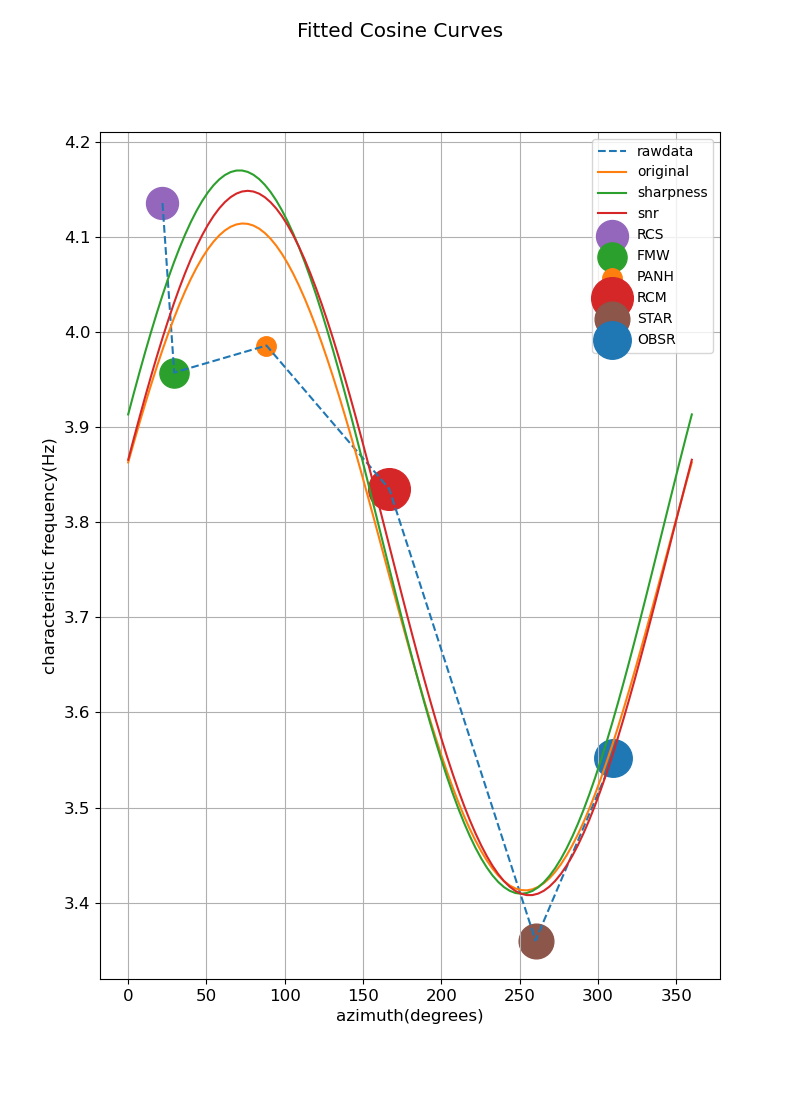 Fitted Cosine Curves
4.2
4.1
4.0
3.9
3.8
3.7
3.6
3.5
3.4
characteristic frequency(Hz)
rawdata
original
sharpness
snr
RCS
FMW
PANH
RCM
STAR
OBSR
0 50 100 150 200 250 300 350
azimuth(degrees)